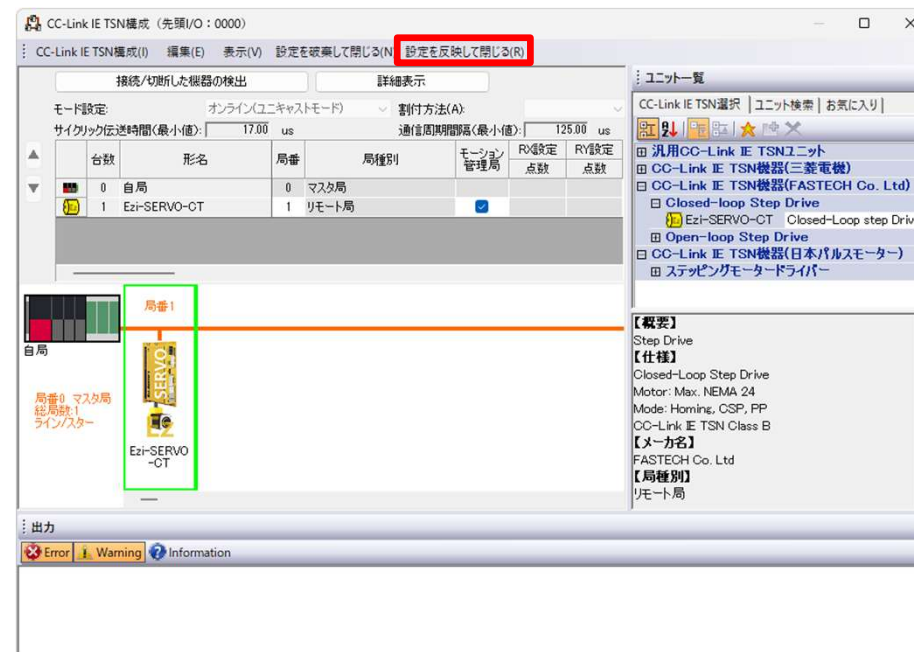 CC-Link IE TSN構成 (先頭I/O：0000)
CC-Link IE TSN構成(I) 編集(E) 表示(V) 設定を破棄して閉じる(N) 設定を反映して閉じる(R)
接続/切断した機器の検出 詳細表示
モード設定: オンライン(ユニキャストモード) 割付方法(A):
サイクリック伝送時間(最小値): 17.00 us 通信周期間隔(最小値): 125.00 us
台数 形名 局番 局種別 モーション管理局 RX設定 RY設定
点数 点数
0 自局 0 マスタ局
1 Ezi-SERVO-CT 1 リモート局
局番1
自局
SERVO
局番0 マスタ局
総局数:1
ライン/スター
Ezi-SERVO
-CT
ユニット一覧
CC-Link IE TSN選択 ユニット検索 お気に入り
汎用CC-Link IE TSNユニット
CC-Link IE TSN機器(三菱電機)
CC-Link IE TSN機器(FASTECH Co. Ltd)
Closed-loop Step Drive
Ezi-SERVO-CT Closed-Loop step Driv
Open-loop Step Drive
CC-Link IE TSN機器(日本パルスモーター)
ステッピングモータードライバー
【概要】
Step Drive
【仕様】
Closed-Loop Step Drive
Motor: Max. NEMA 24
Mode: Homing, CSP, PP
CC-Link IE TSN Class B
【メーカ名】
FASTECH Co. Ltd
【局種別】
リモート局
出力
Error Warning Information